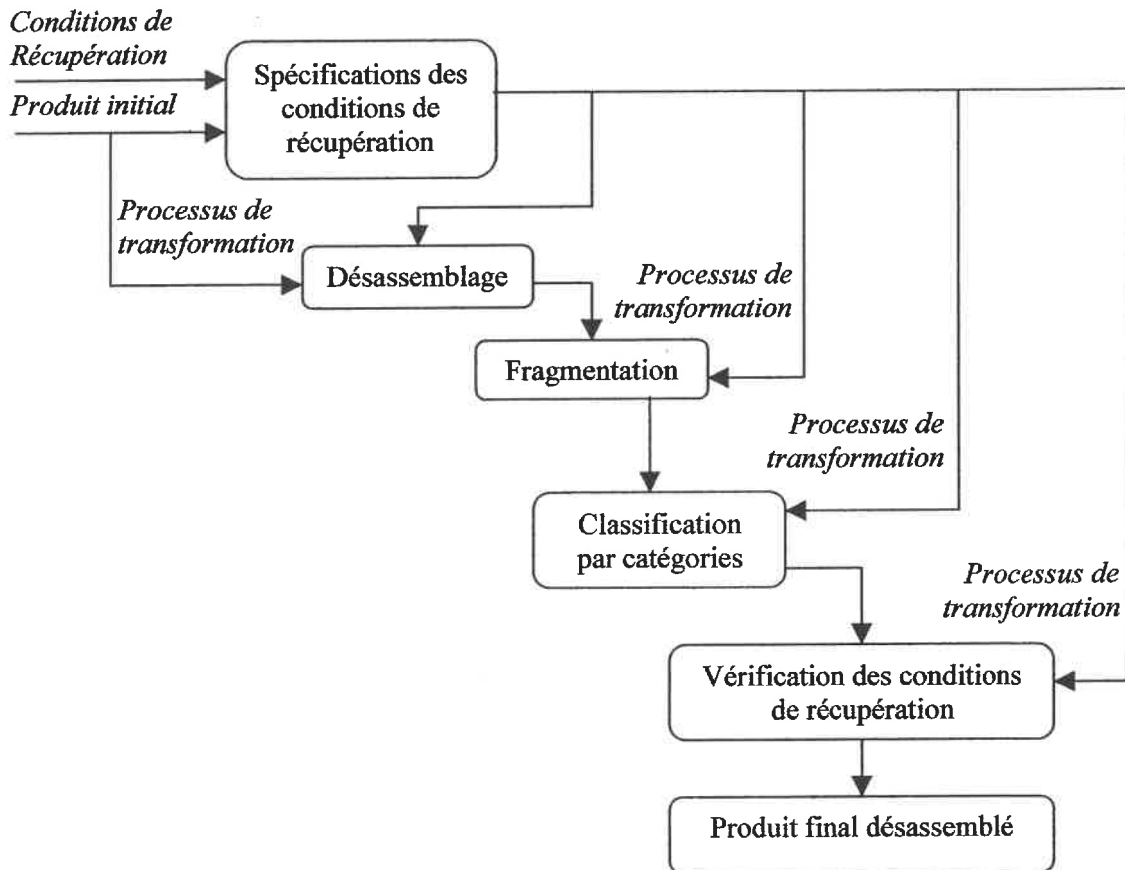 Conditions de
Récupération
Produit initial
Spécifications des
conditions de
récupération
Processus de
transformation
Désassemblage
Processus de
transformation
Fragmentation
Processus de
transformation
Classification
par catégories
Processus de
transformation
Vérification des conditions
de récupération
Produit final désassemblé